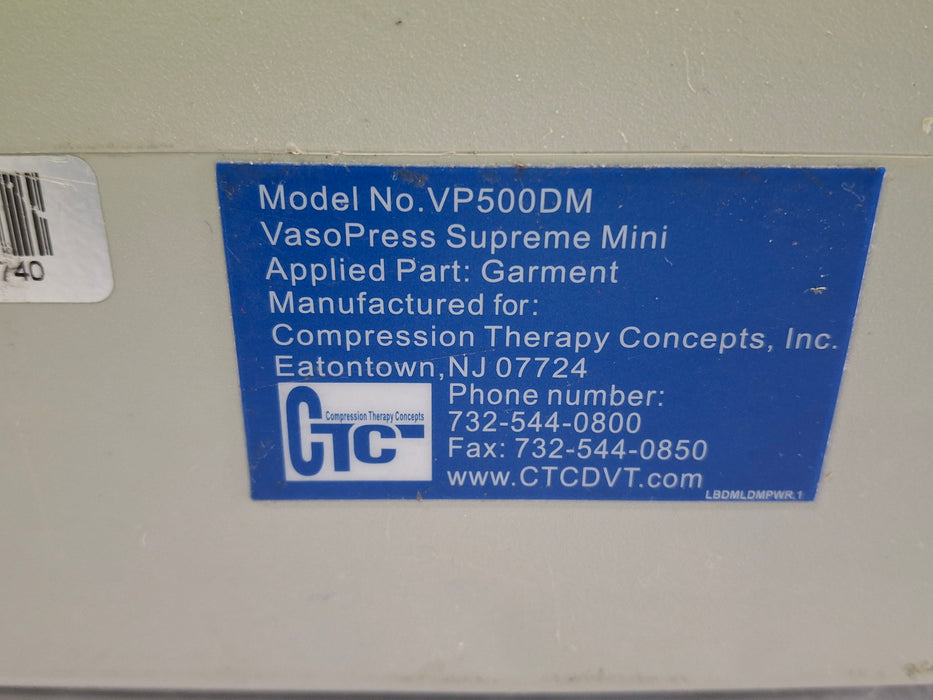 740
Model No.VP500DM
VasoPress Supreme Mini
Applied Part: Garment
Manufactured for:
Compression Therapy Concepts, Inc.
Eatontown,NJ 07724
Phone number:
732-544-0800
Fax: 732-544-0850
www.CTCDVT.com
CTC
Compression Therapy Concepts
LBDMLDMPWR.1